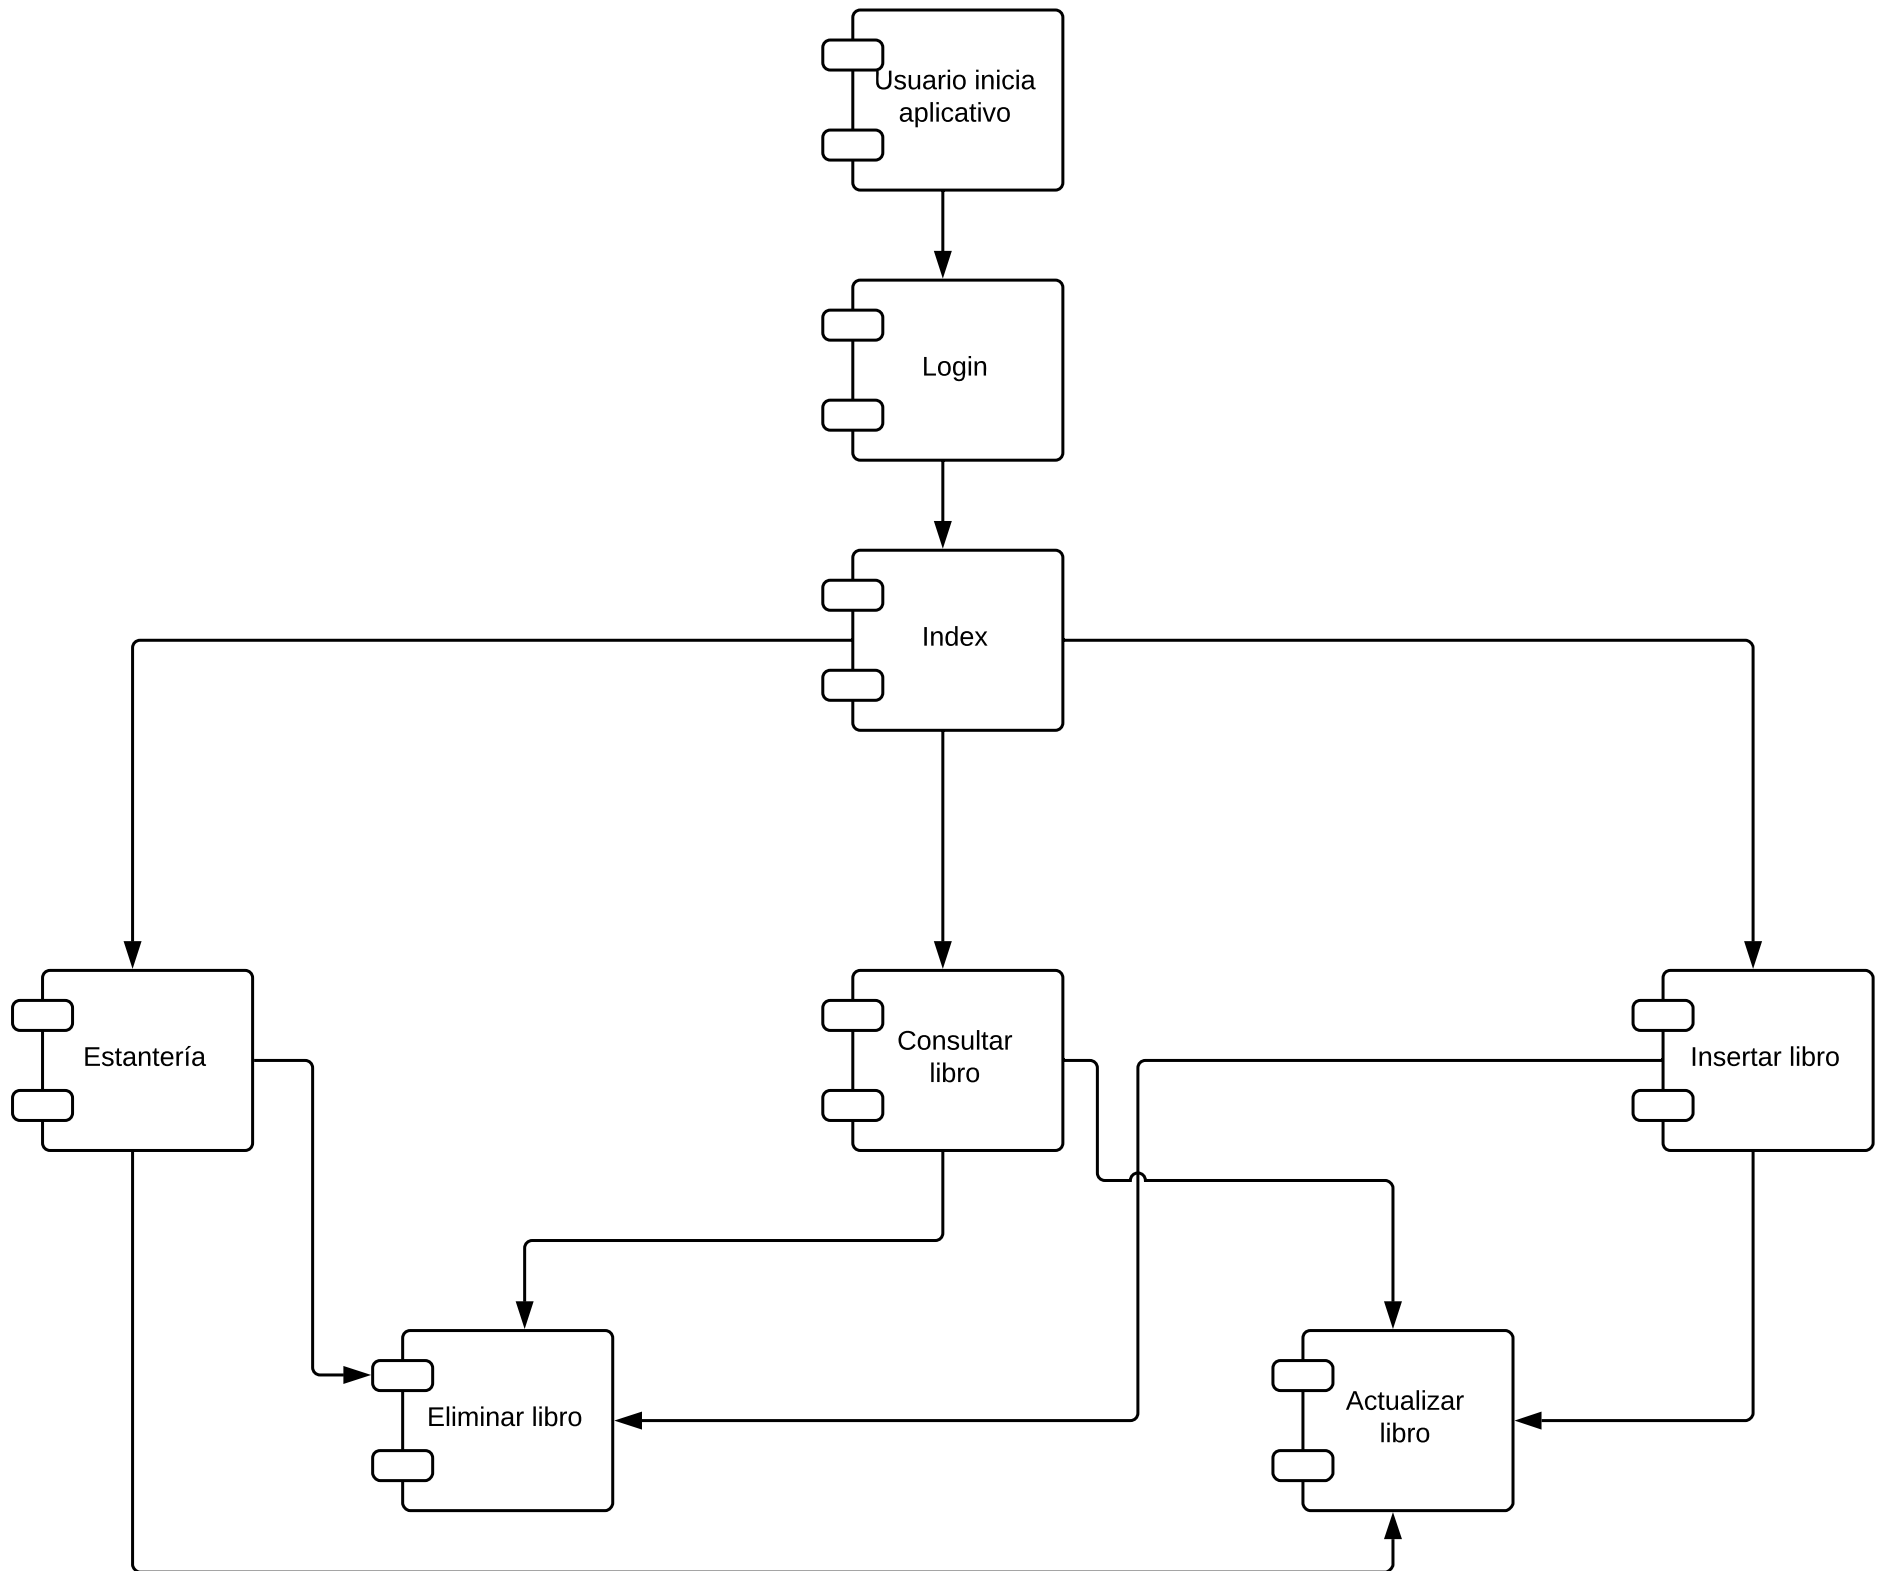 Usuario inicia
aplicativo
Login
Index
Estantería
Consultar
libro
Insertar libro
Eliminar libro
Actualizar
libro